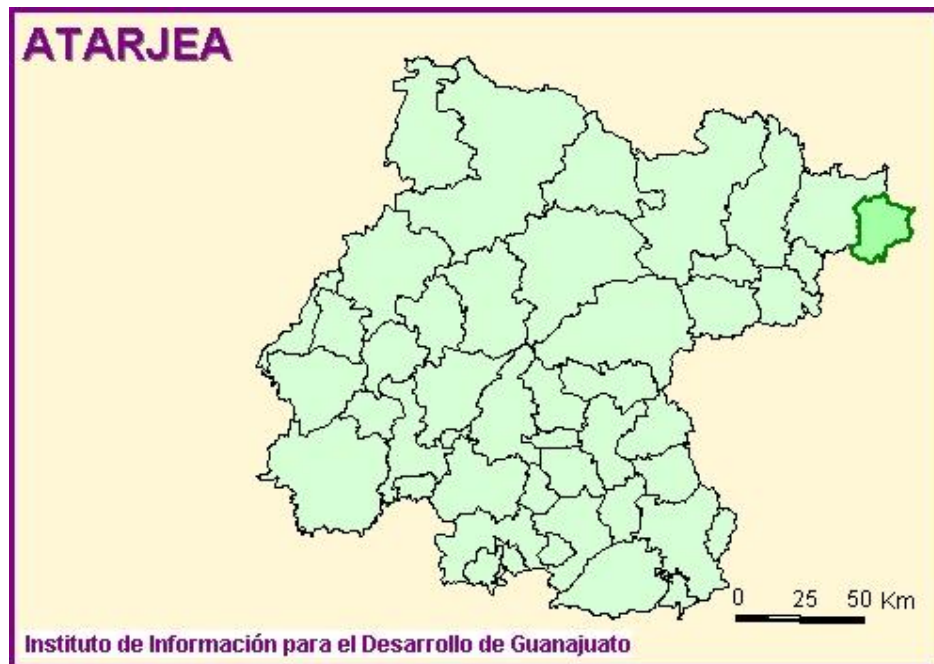 ATARJEA
0 25 50 Km
Instituto de Información para el Desarrollo de Guanajuato